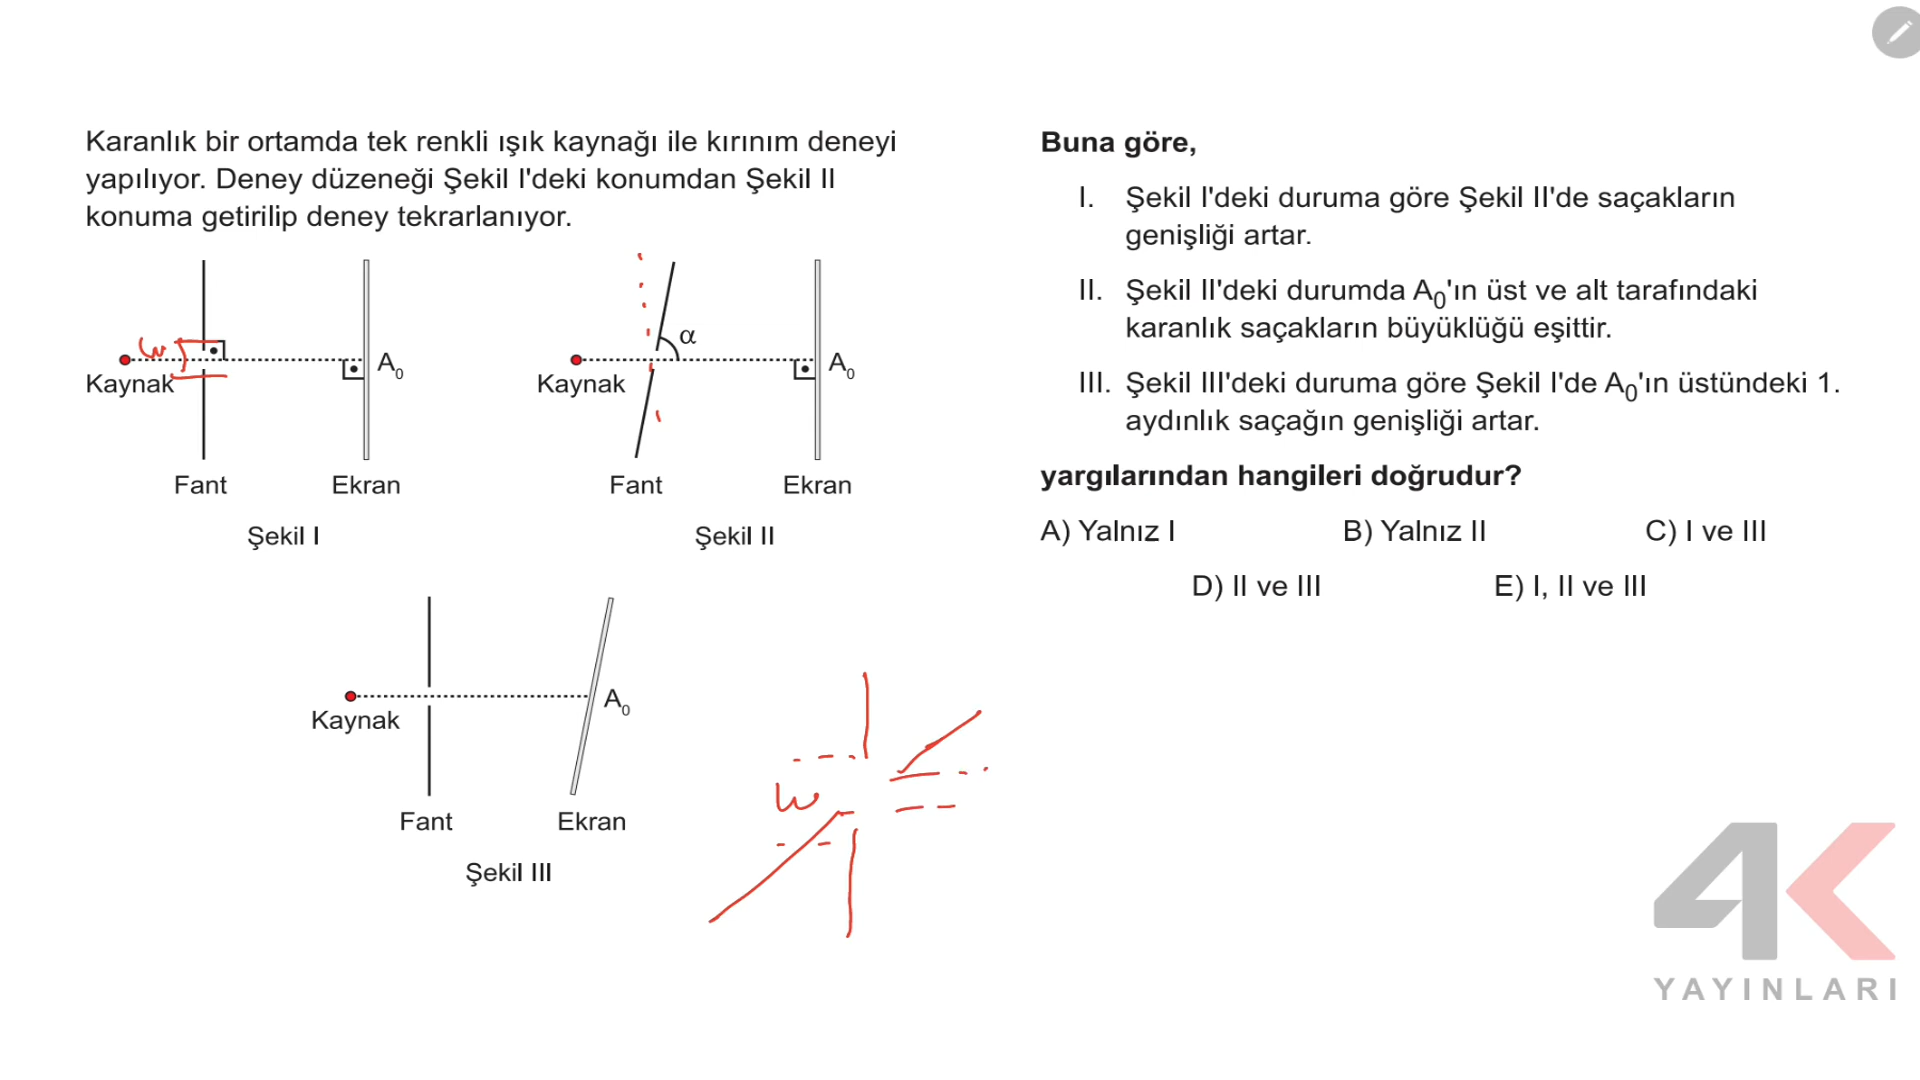 Karanlık bir ortamda tek renkli ışık kaynağı ile kırınım deneyi
yapılıyor. Deney düzeneği Şekil I'deki konumdan Şekil II
konuma getirilip deney tekrarlanıyor.
w
Kaynak
A₀
Fant
Ekran
Şekil I
α
Kaynak
A₀
Fant
Ekran
Şekil II
Kaynak
A₀
Fant
Ekran
Şekil III
w
Buna göre,
I. Şekil I'deki duruma göre Şekil II'de saçakların
genişliği artar.
II. Şekil II'deki durumda A₀'ın üst ve alt tarafındaki
karanlık saçakların büyüklüğü eşittir.
III. Şekil III'deki duruma göre Şekil I'de A₀'ın üstündeki 1.
aydınlık saçağın genişliği artar.
yargılarından hangileri doğrudur?
A) Yalnız I B) Yalnız II C) I ve III
D) II ve III E) I, II ve III
4K
YAYINLARI